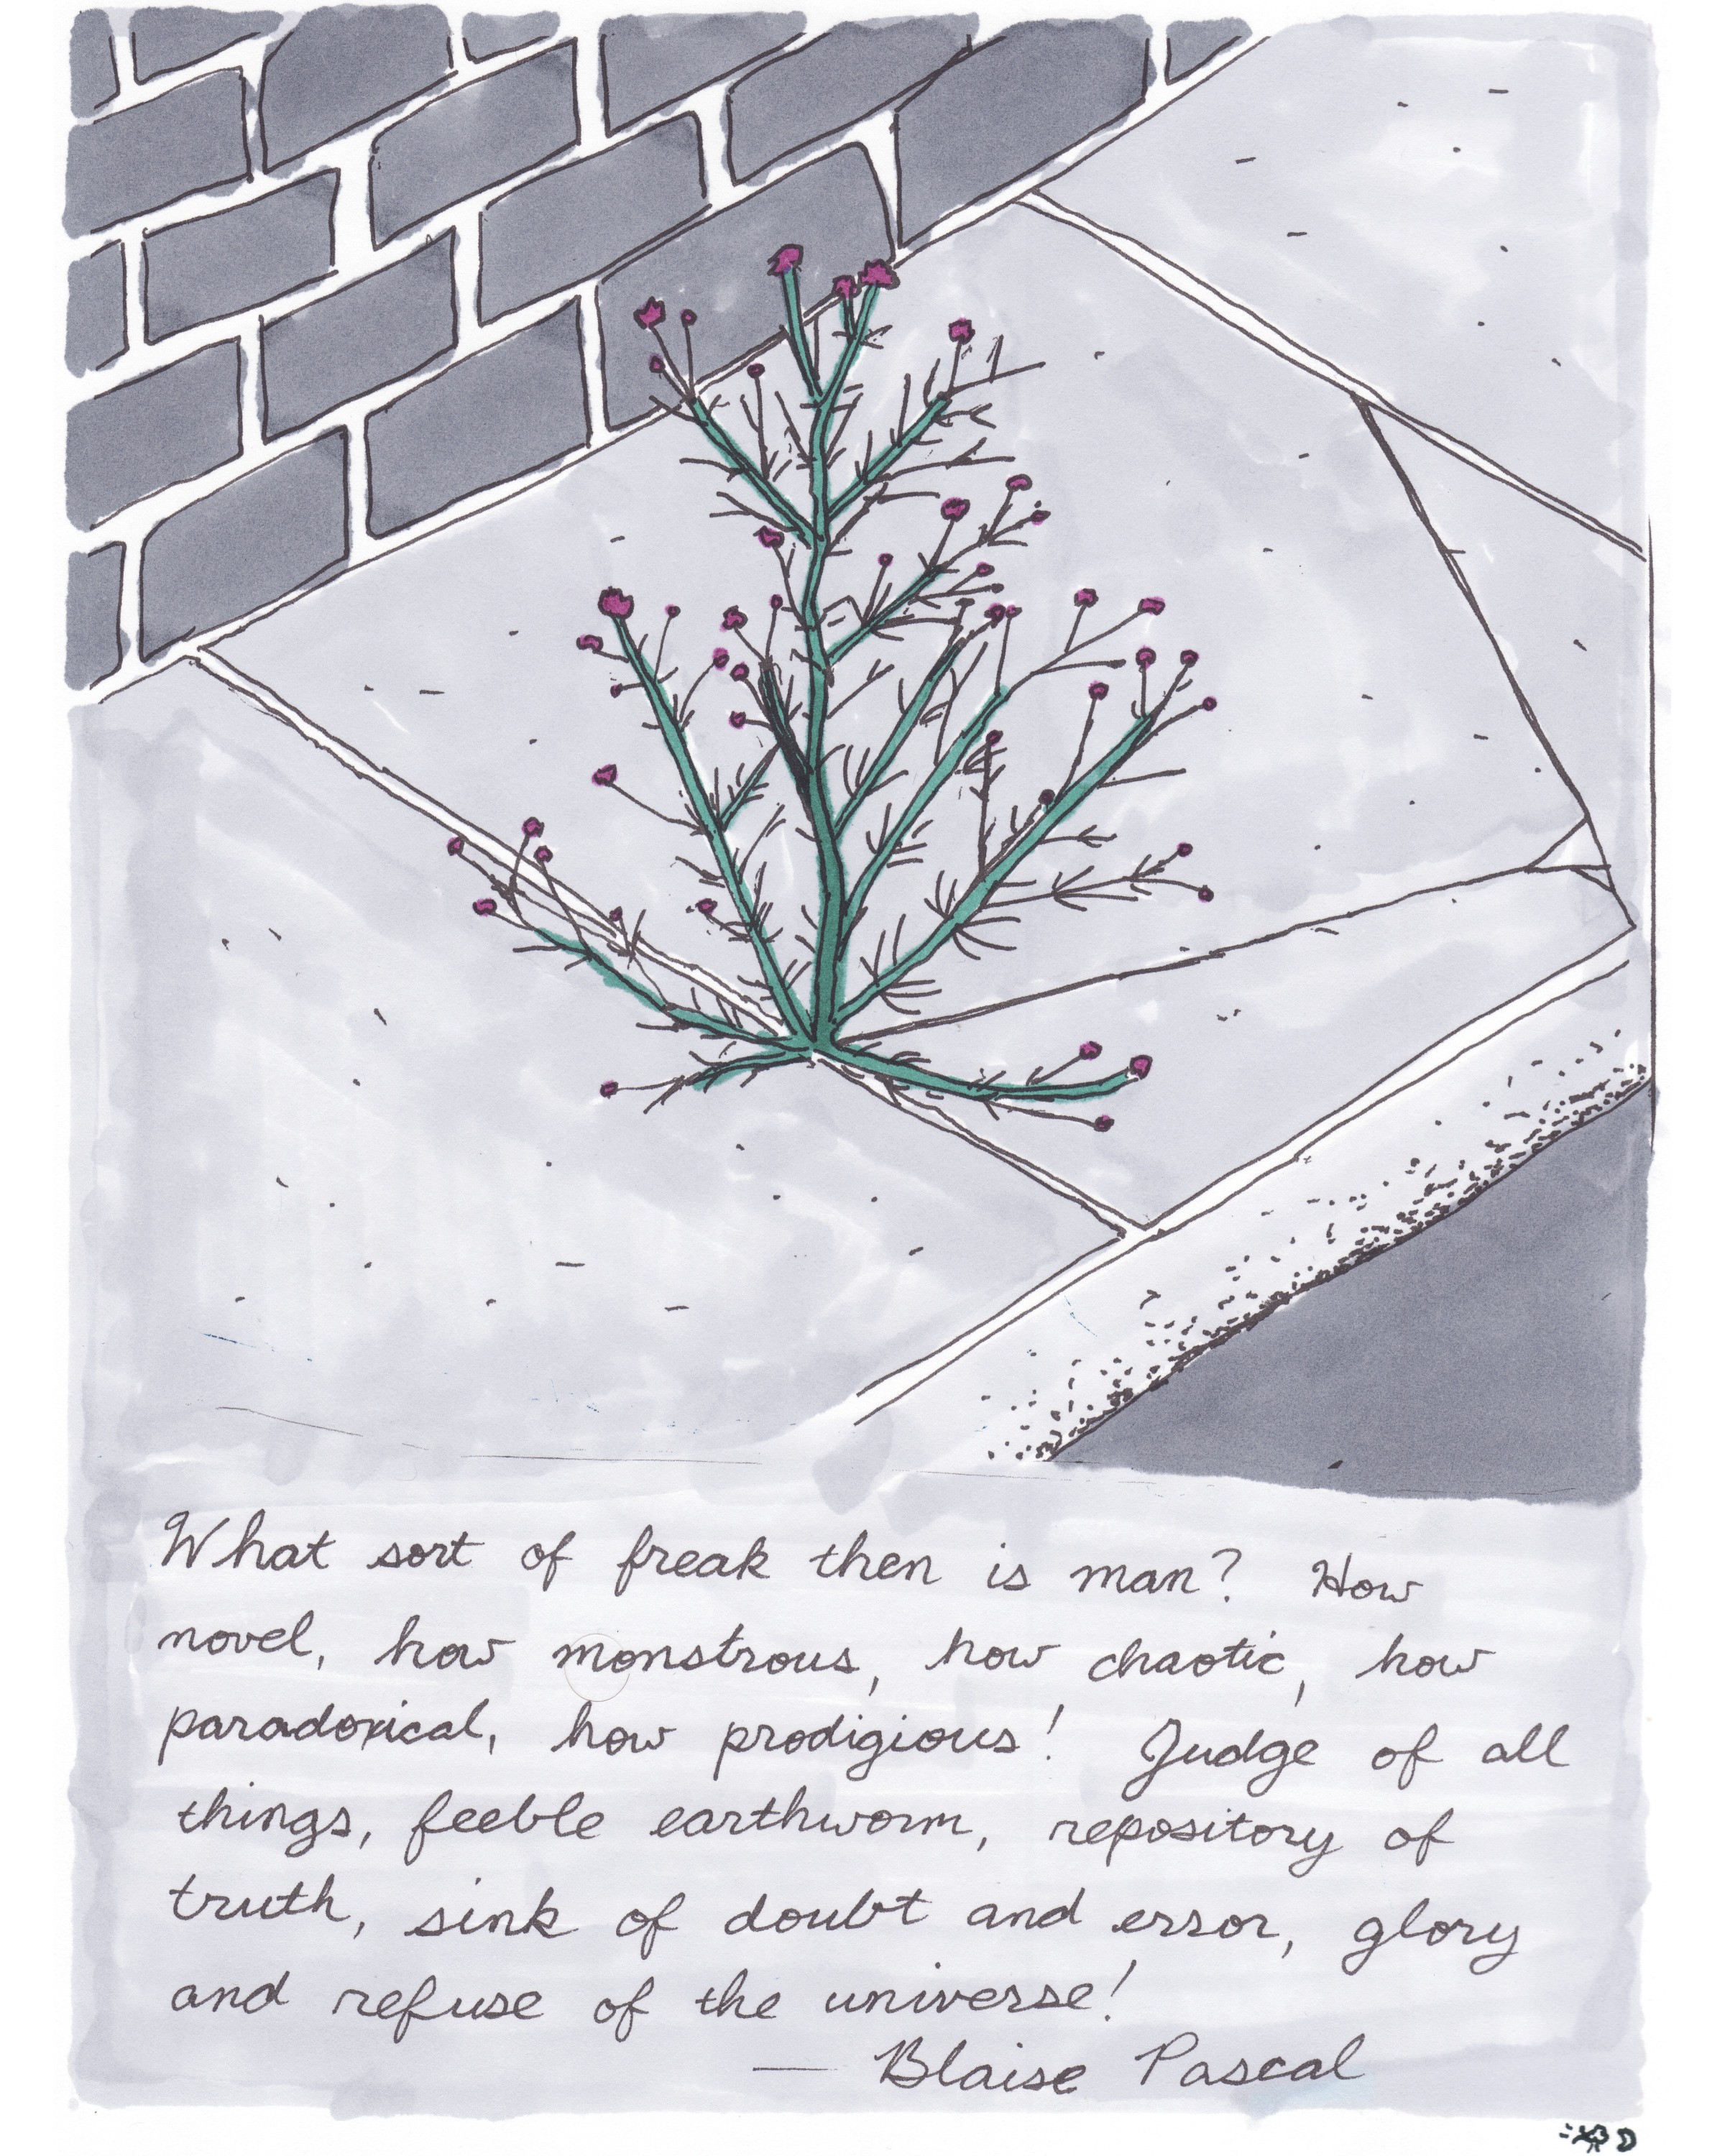 What sort of freak then is man? How
novel, how monstrous, how chaotic, how
paradoxical, how prodigious! Judge of all
things, feeble earthworm, repository of
truth, sink of doubt and error, glory
and refuse of the universe!
— Blaise Pascal